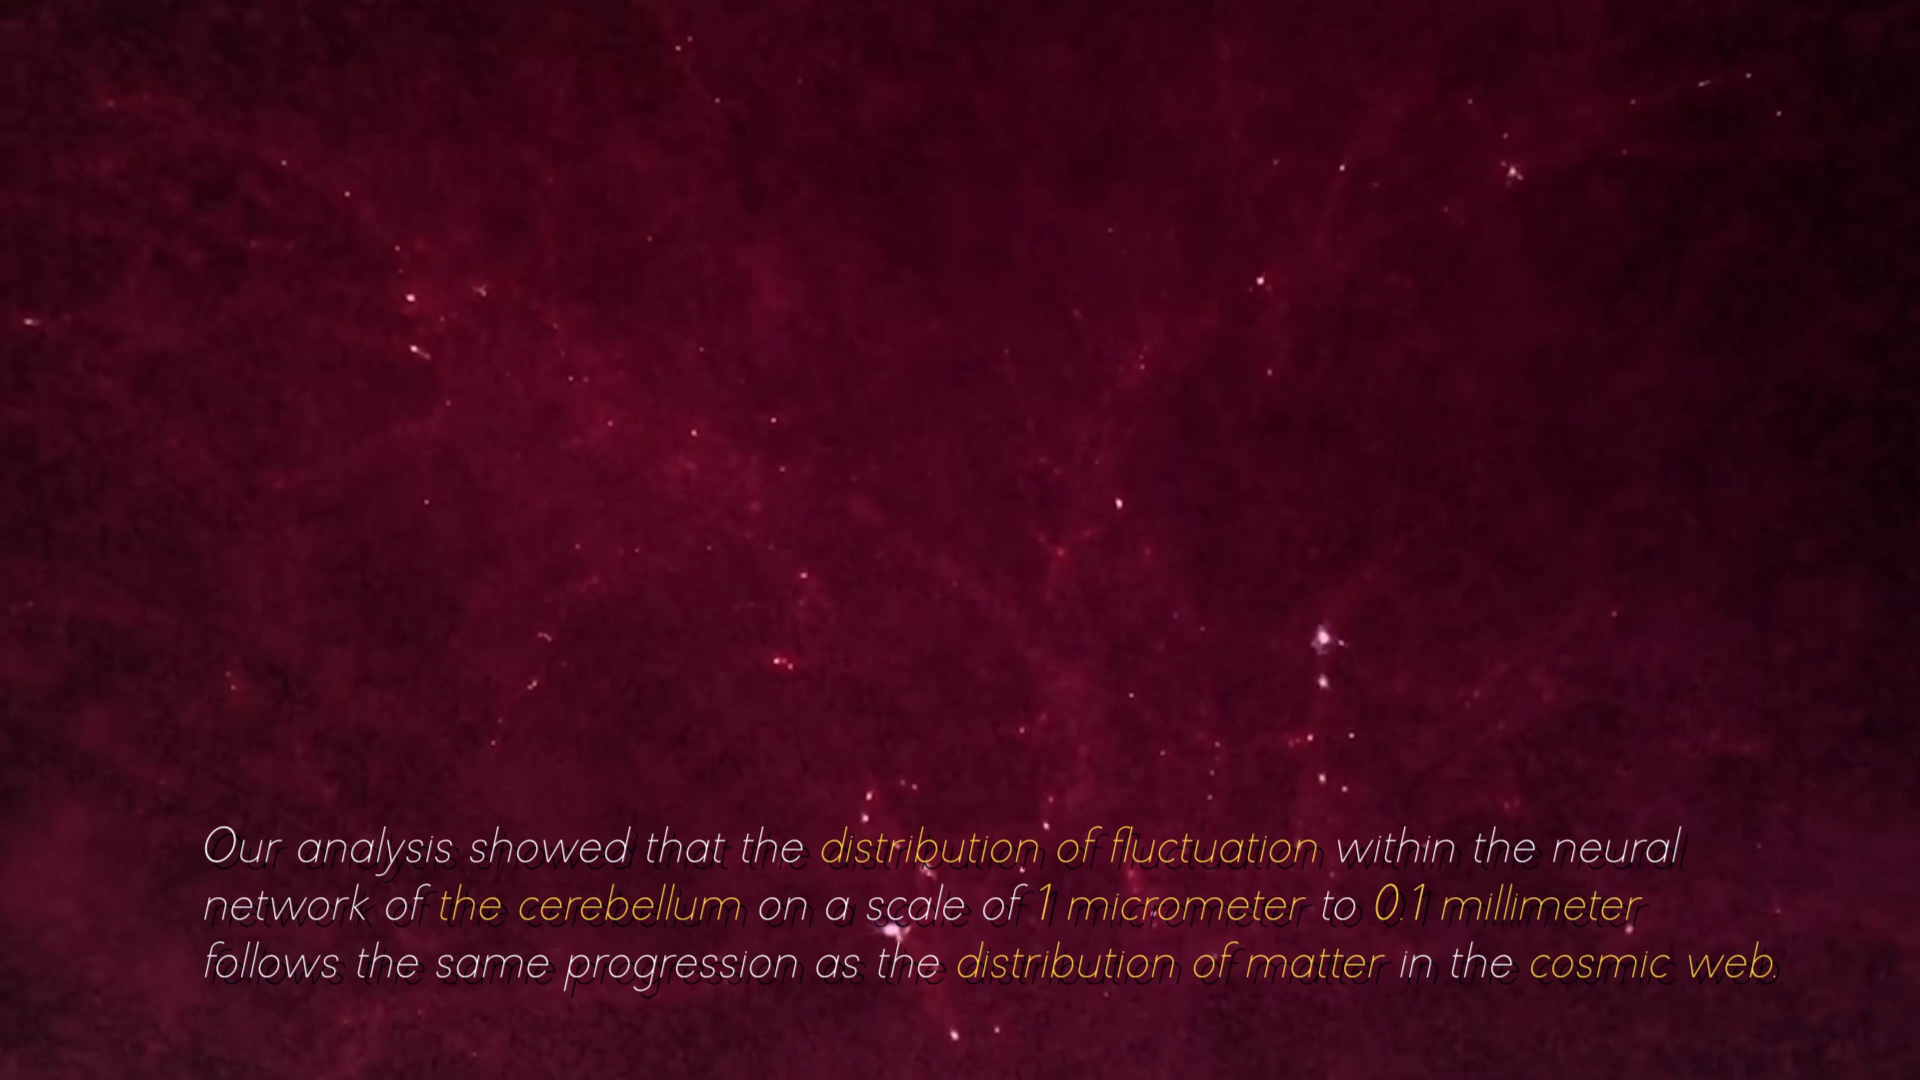 Our analysis showed that the distribution of fluctuation within the neural
network of the cerebellum on a scale of 1 micrometer to 0.1 millimeter
follows the same progression as the distribution of matter in the cosmic web.